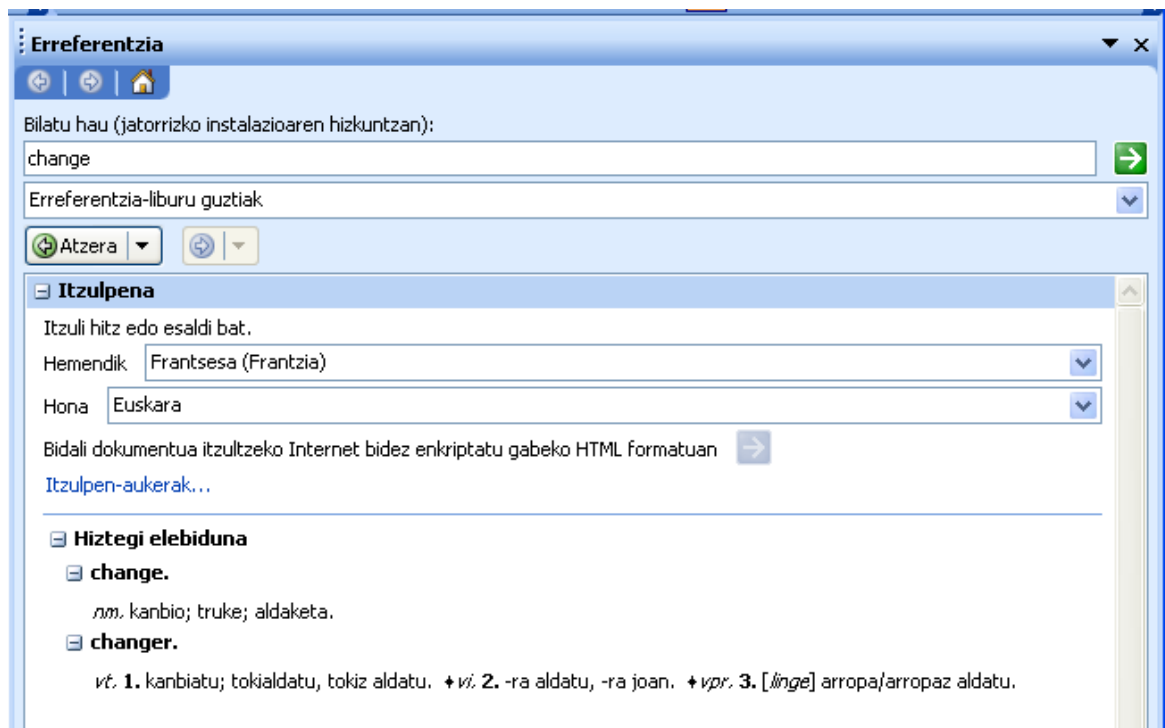 Erreferentzia
Bilatu hau (jatorrizko instalazioaren hizkuntzan):
change
Erreferentzia-liburu guztiak
Atzera
Itzulpena
Itzuli hitz edo esaldi bat.
Hemendik Frantsesa (Frantzia)
Hona Euskara
Bidali dokumentua itzultzeko Internet bidez enkriptatu gabeko HTML formatuan
Itzulpen-aukerak...
Hiztegi elebiduna
change.
nm. kanbio; truke; aldaketa.
changer.
vt. 1. kanbiatu; tokialdatu, tokiz aldatu. ♦vi. 2. -ra aldatu, -ra joan. ♦vpr. 3. [linge] arropa/arropaz aldatu.